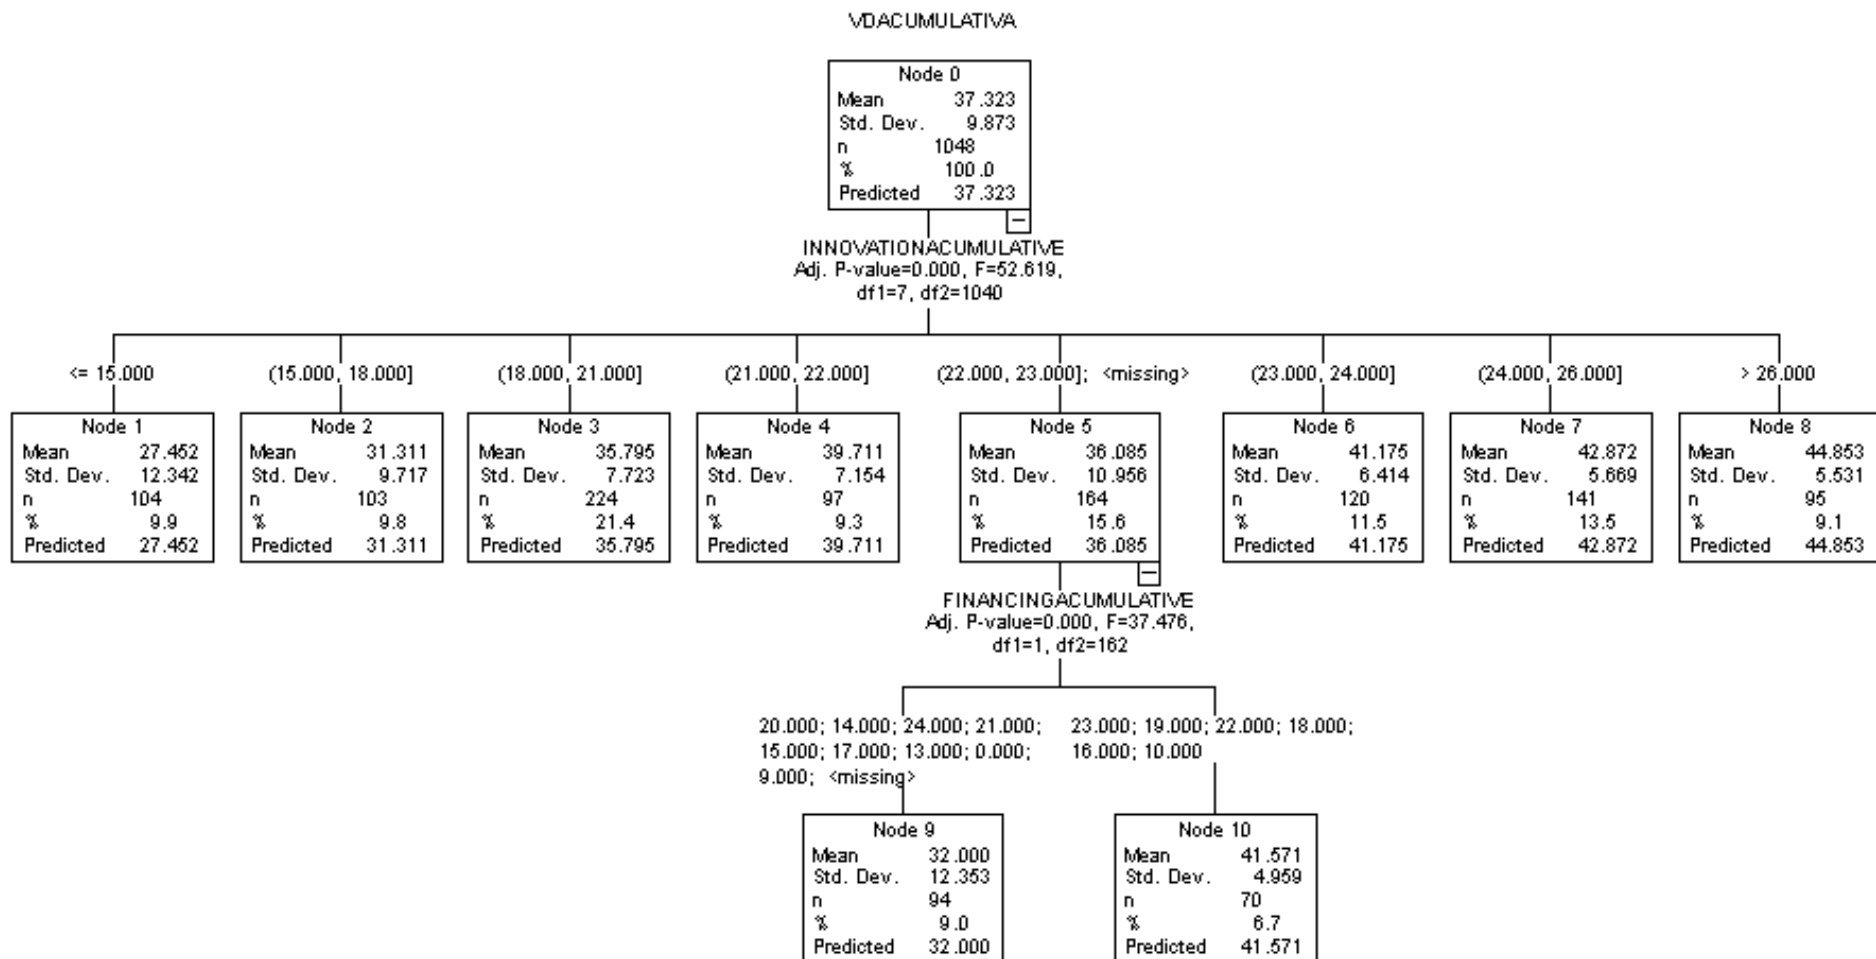 VDACUMULATIVA
Node 0
Mean 37.323
Std. Dev. 9.873
n 1048
% 100.0
Predicted 37.323
INNOVATIONACUMULATIVE
Adj. P-value=0.000, F=52.619,
df1=7, df2=1040
<= 15.000
(15.000, 18.000]
(18.000, 21.000]
(21.000, 22.000]
(22.000, 23.000]; <missing>
(23.000, 24.000]
(24.000, 26.000]
> 26.000
Node 1
Mean 27.452
Std. Dev. 12.342
n 104
% 9.9
Predicted 27.452
Node 2
Mean 31.311
Std. Dev. 9.717
n 103
% 9.8
Predicted 31.311
Node 3
Mean 35.795
Std. Dev. 7.723
n 224
% 21.4
Predicted 35.795
Node 4
Mean 39.711
Std. Dev. 7.154
n 97
% 9.3
Predicted 39.711
Node 5
Mean 36.085
Std. Dev. 10.956
n 164
% 15.6
Predicted 36.085
Node 6
Mean 41.175
Std. Dev. 6.414
n 120
% 11.5
Predicted 41.175
Node 7
Mean 42.872
Std. Dev. 5.669
n 141
% 13.5
Predicted 42.872
Node 8
Mean 44.853
Std. Dev. 5.531
n 95
% 9.1
Predicted 44.853
FINANCINGACUMULATIVE
Adj. P-value=0.000, F=37.476,
df1=1, df2=162
20.000; 14.000; 24.000; 21.000;
15.000; 17.000; 13.000; 0.000;
9.000; <missing>
23.000; 19.000; 22.000; 18.000;
16.000; 10.000
Node 9
Mean 32.000
Std. Dev. 12.353
n 94
% 9.0
Predicted 32.000
Node 10
Mean 41.571
Std. Dev. 4.959
n 70
% 6.7
Predicted 41.571